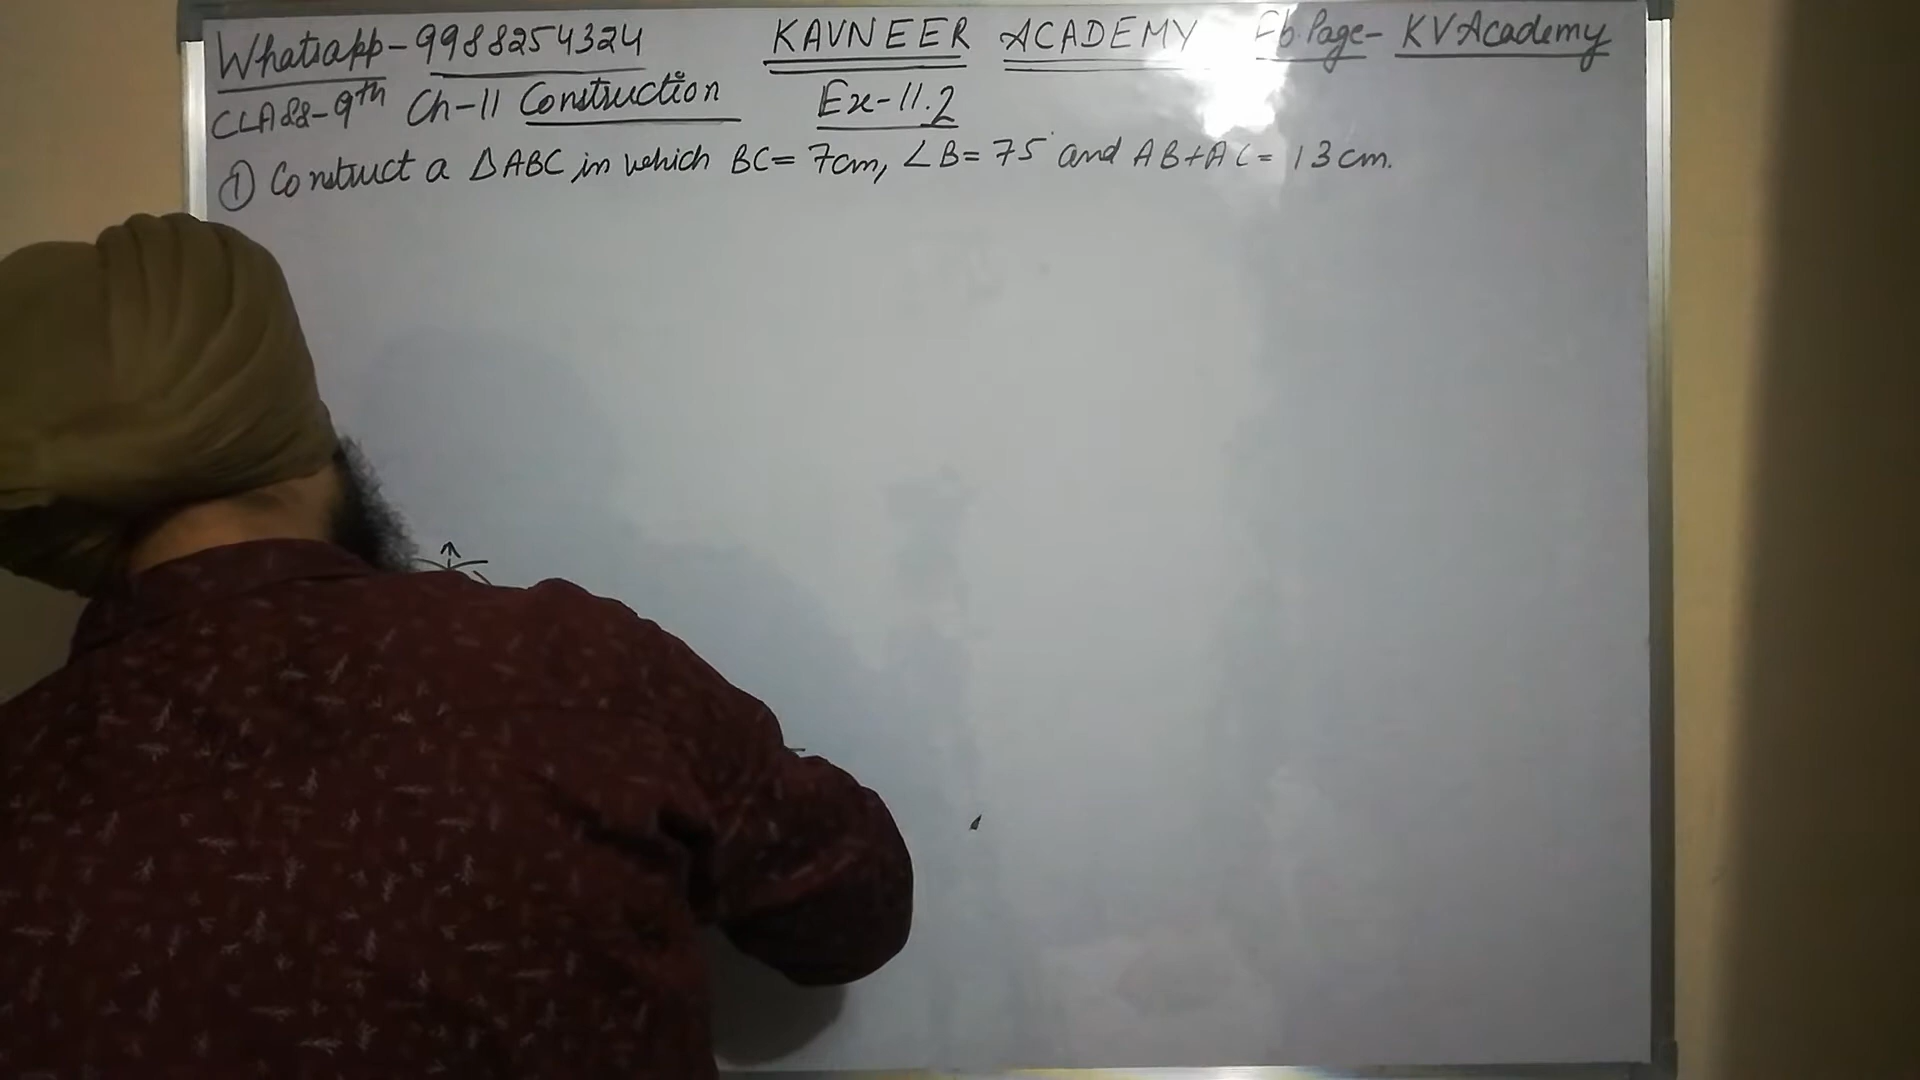 Whatsapp-9988254324 KAVNEER ACADEMY Fb.Page- KVAcademy
CLASS-9th Ch-11 Construction Ex-11.2
① Construct a ΔABC in which BC= 7cm, ∠B= 75° and AB+AC= 13cm.